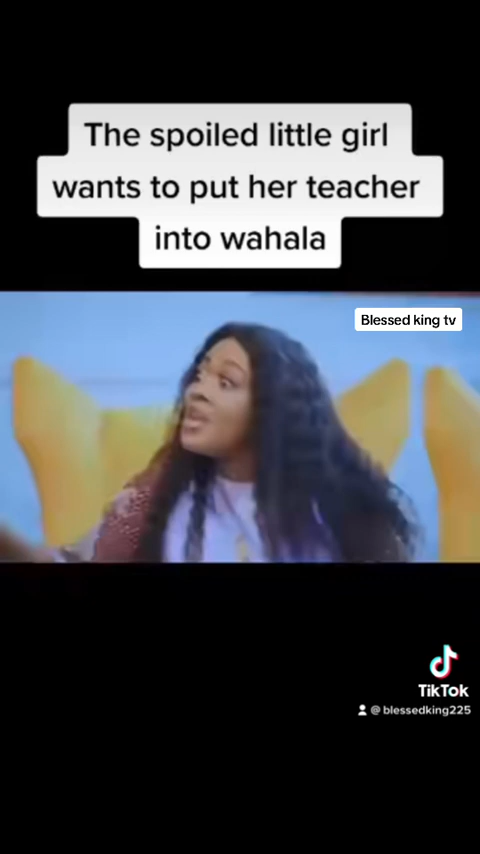 The spoiled little girl
wants to put her teacher
into wahala
Blessed king tv
TikTok
@ blessedking225